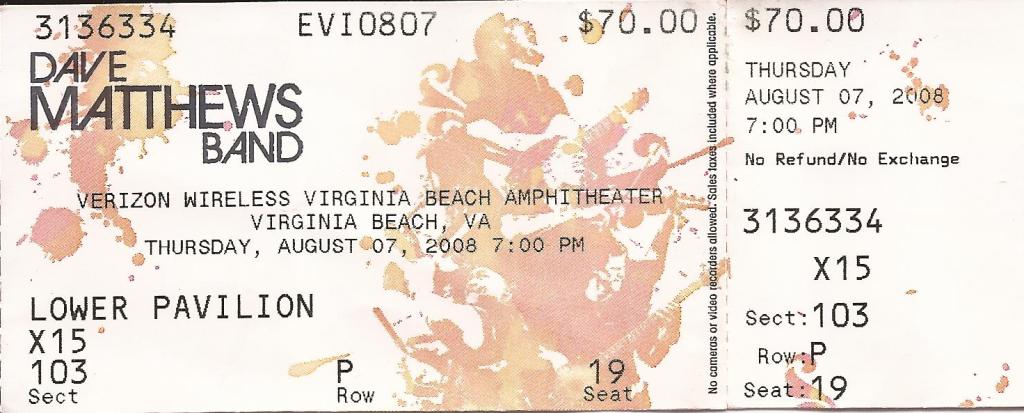 3136334 EVI0807 $70.00
DAVE
MATTHEWS
BAND
VERIZON WIRELESS VIRGINIA BEACH AMPHITHEATER
VIRGINIA BEACH, VA
THURSDAY, AUGUST 07, 2008 7:00 PM
LOWER PAVILION
X15
103 P 19
Sect Row Seat
No cameras or video recorders allowed. Sales taxes included where applicable.
$70.00
THURSDAY
AUGUST 07, 2008
7:00 PM
No Refund/No Exchange
3136334
X15
Sect:103
Row:P
Seat:19